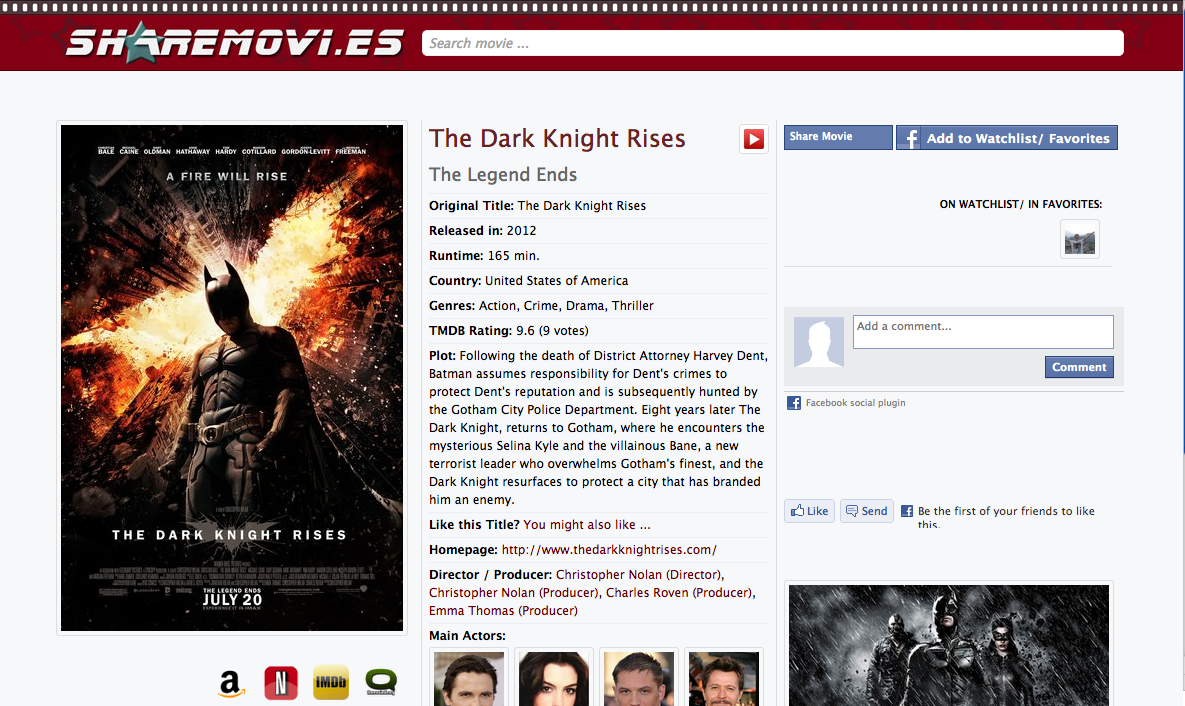 SHAREMOVI.ES
Search movie ...
BALE CAINE OLDMAN HATHAWAY HARDY COTILLARD GORDON-LEVITT FREEMAN
A FIRE WILL RISE
THE DARK KNIGHT RISES
THE LEGEND ENDS
JULY 20
EXPERIENCE IT IN IMAX
a
N
IMDb
The Dark Knight Rises
The Legend Ends
Original Title: The Dark Knight Rises
Released in: 2012
Runtime: 165 min.
Country: United States of America
Genres: Action, Crime, Drama, Thriller
TMDB Rating: 9.6 (9 votes)
Plot: Following the death of District Attorney Harvey Dent,
Batman assumes responsibility for Dent's crimes to
protect Dent's reputation and is subsequently hunted by
the Gotham City Police Department. Eight years later The
Dark Knight, returns to Gotham, where he encounters the
mysterious Selina Kyle and the villainous Bane, a new
terrorist leader who overwhelms Gotham's finest, and the
Dark Knight resurfaces to protect a city that has branded
him an enemy.
Like this Title? You might also like ...
Homepage: http://www.thedarkknightrises.com/
Director / Producer: Christopher Nolan (Director),
Christopher Nolan (Producer), Charles Roven (Producer),
Emma Thomas (Producer)
Main Actors:
Share Movie
f Add to Watchlist/ Favorites
ON WATCHLIST/ IN FAVORITES:
Add a comment...
Comment
f Facebook social plugin
Like Send f Be the first of your friends to like
this.